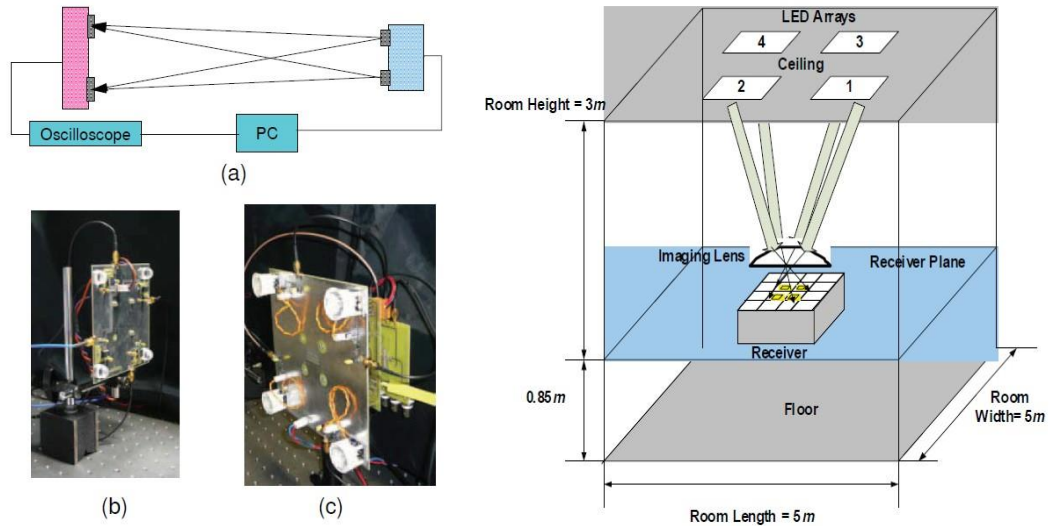 Oscilloscope
PC
(a)
(b)
(c)
LED Arrays
4
3
Ceiling
2
1
Room Height = 3m
Imaging Lens
Receiver Plane
Receiver
0.85m
Floor
Room
Width= 5m
Room Length = 5m